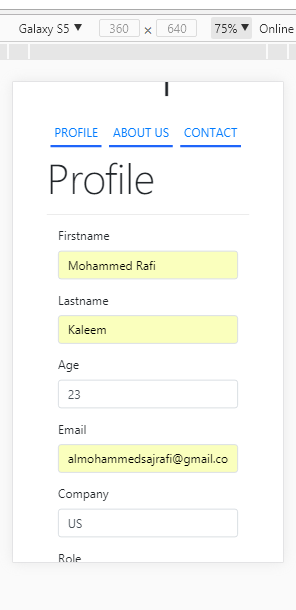 Galaxy S5 ▼ 360 × 640 75% ▼ Online
PROFILE ABOUT US CONTACT
Profile
Firstname
Mohammed Rafi
Lastname
Kaleem
Age
23
Email
almohammedsajrafi@gmail.co
Company
US
Role